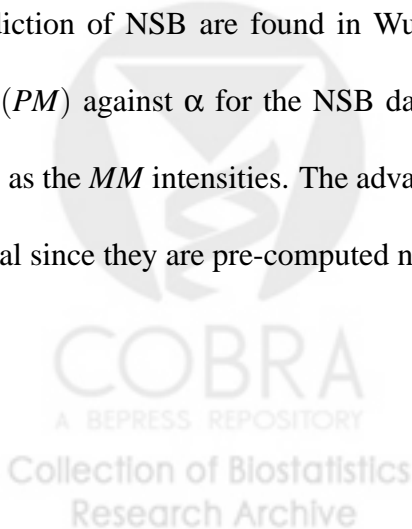 diction of NSB are found in Wu
(PM) against α for the NSB da
as the MM intensities. The adva
al since they are pre-computed n
COBRA
A BEPRESS REPOSITORY
Collection of Biostatistics
Research Archive